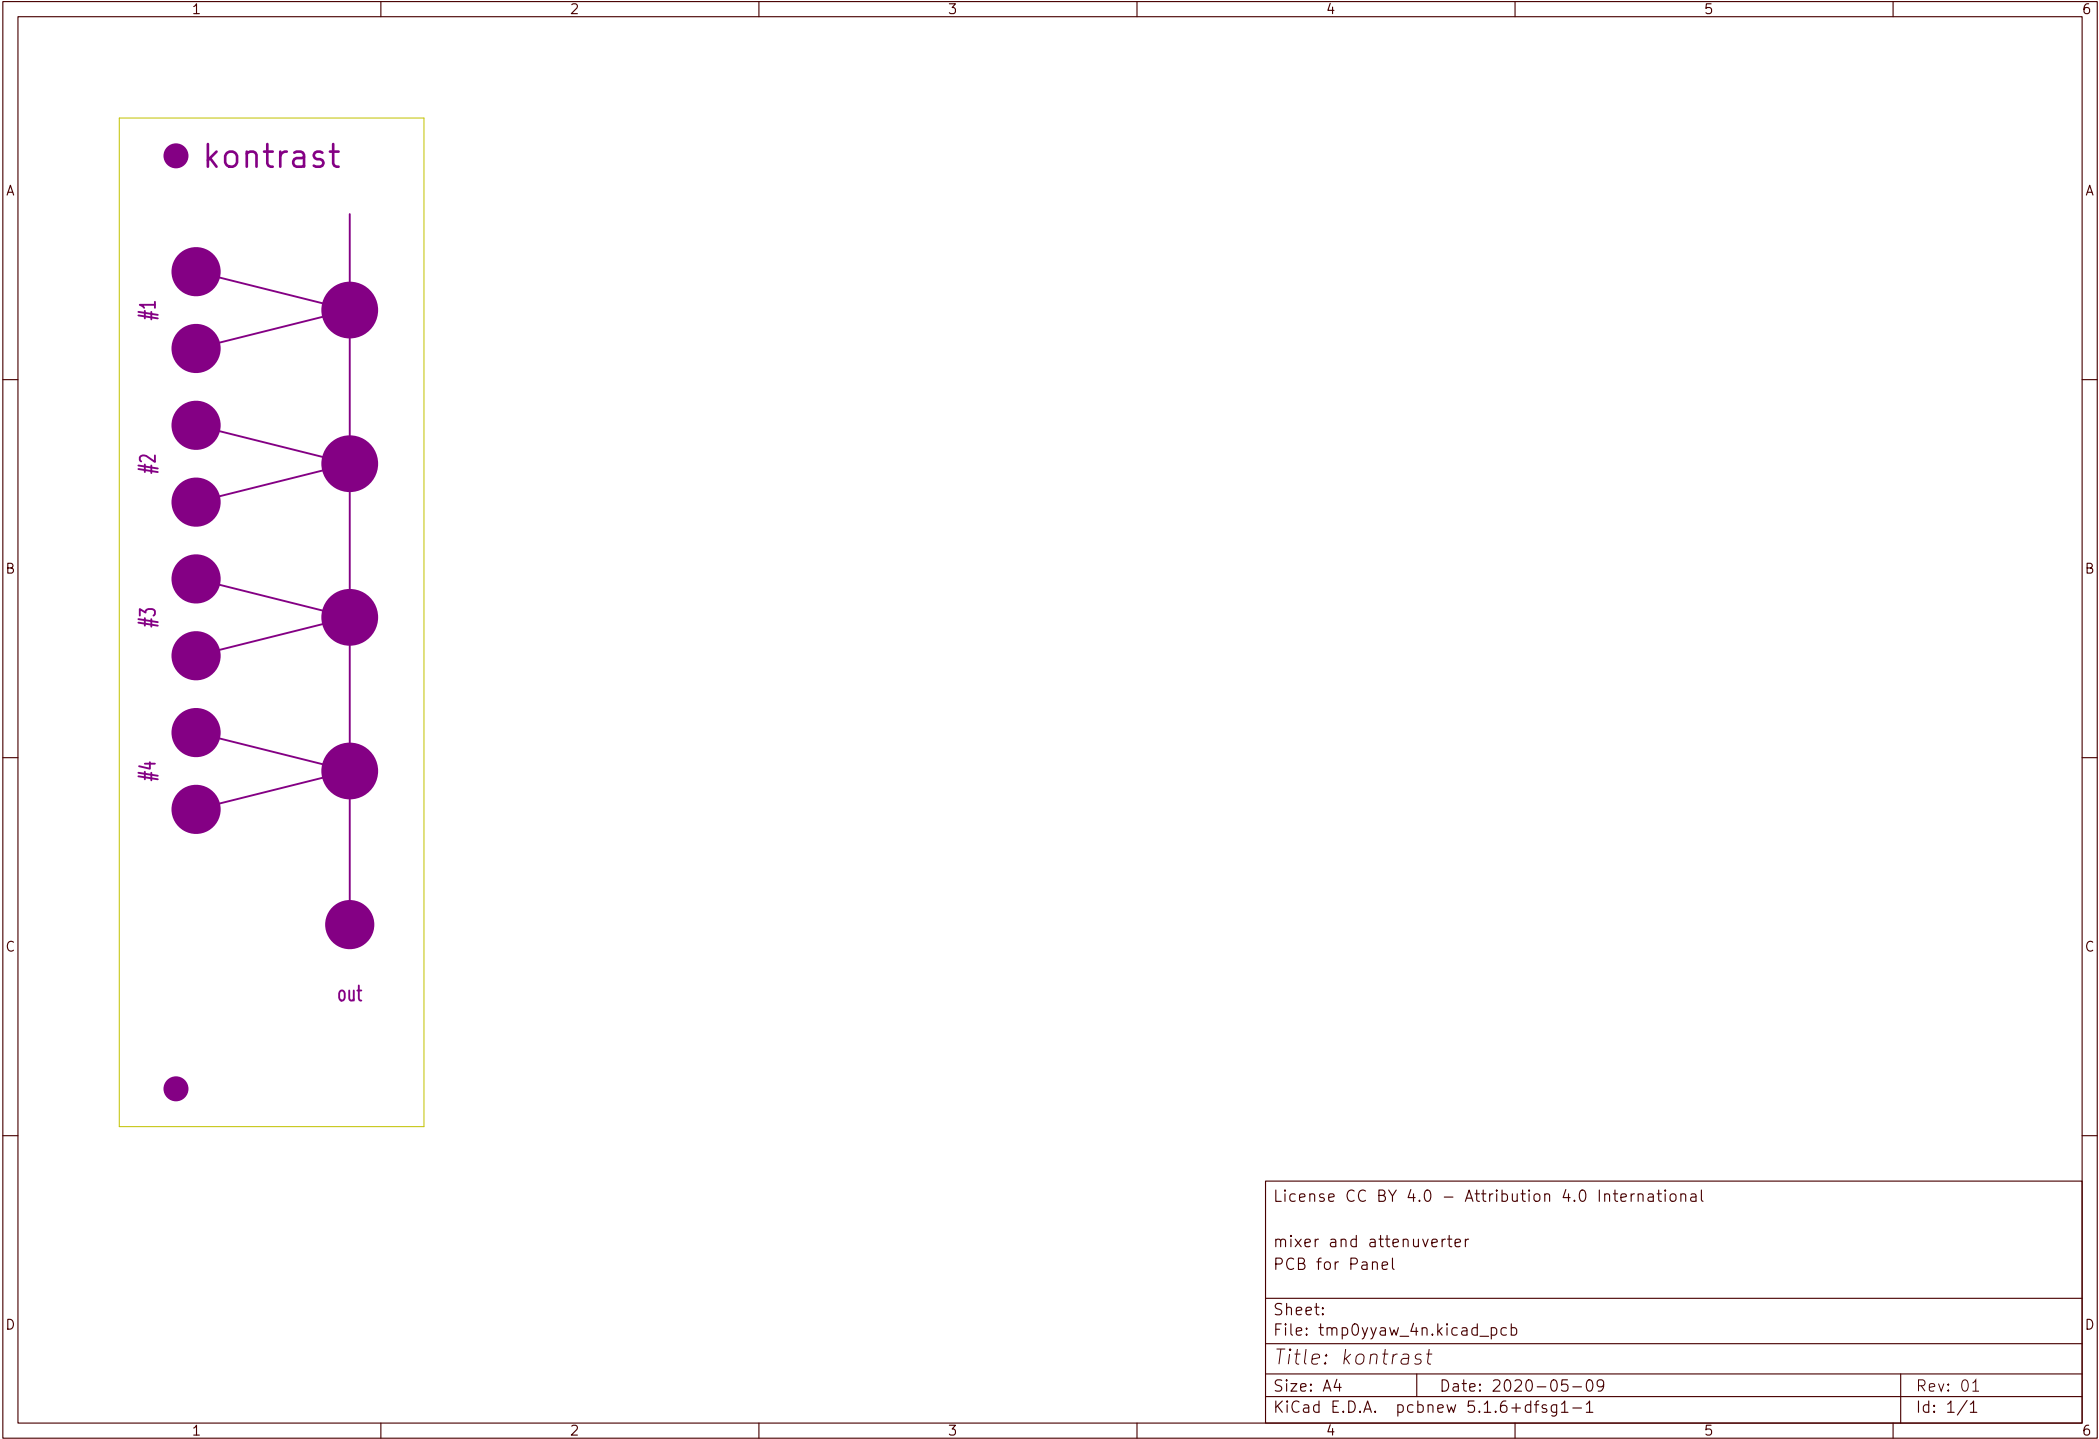 1 2 3 4 5 6
kontrast
A A
#1
#2
B B
#3
#4
C C
out
License CC BY 4.0 – Attribution 4.0 International
mixer and attenuverter
PCB for Panel
Sheet:
D D
File: tmp0yyaw_4n.kicad_pcb
Title: kontrast
Size: A4 Date: 2020-05-09 Rev: 01
KiCad E.D.A. pcbnew 5.1.6+dfsg1-1 Id: 1/1
1 2 3 4 5 6